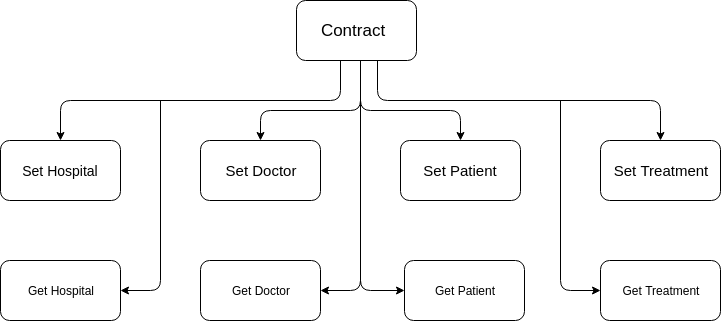 Contract
Set Hospital
Set Doctor
Set Patient
Set Treatment
Get Hospital
Get Doctor
Get Patient
Get Treatment